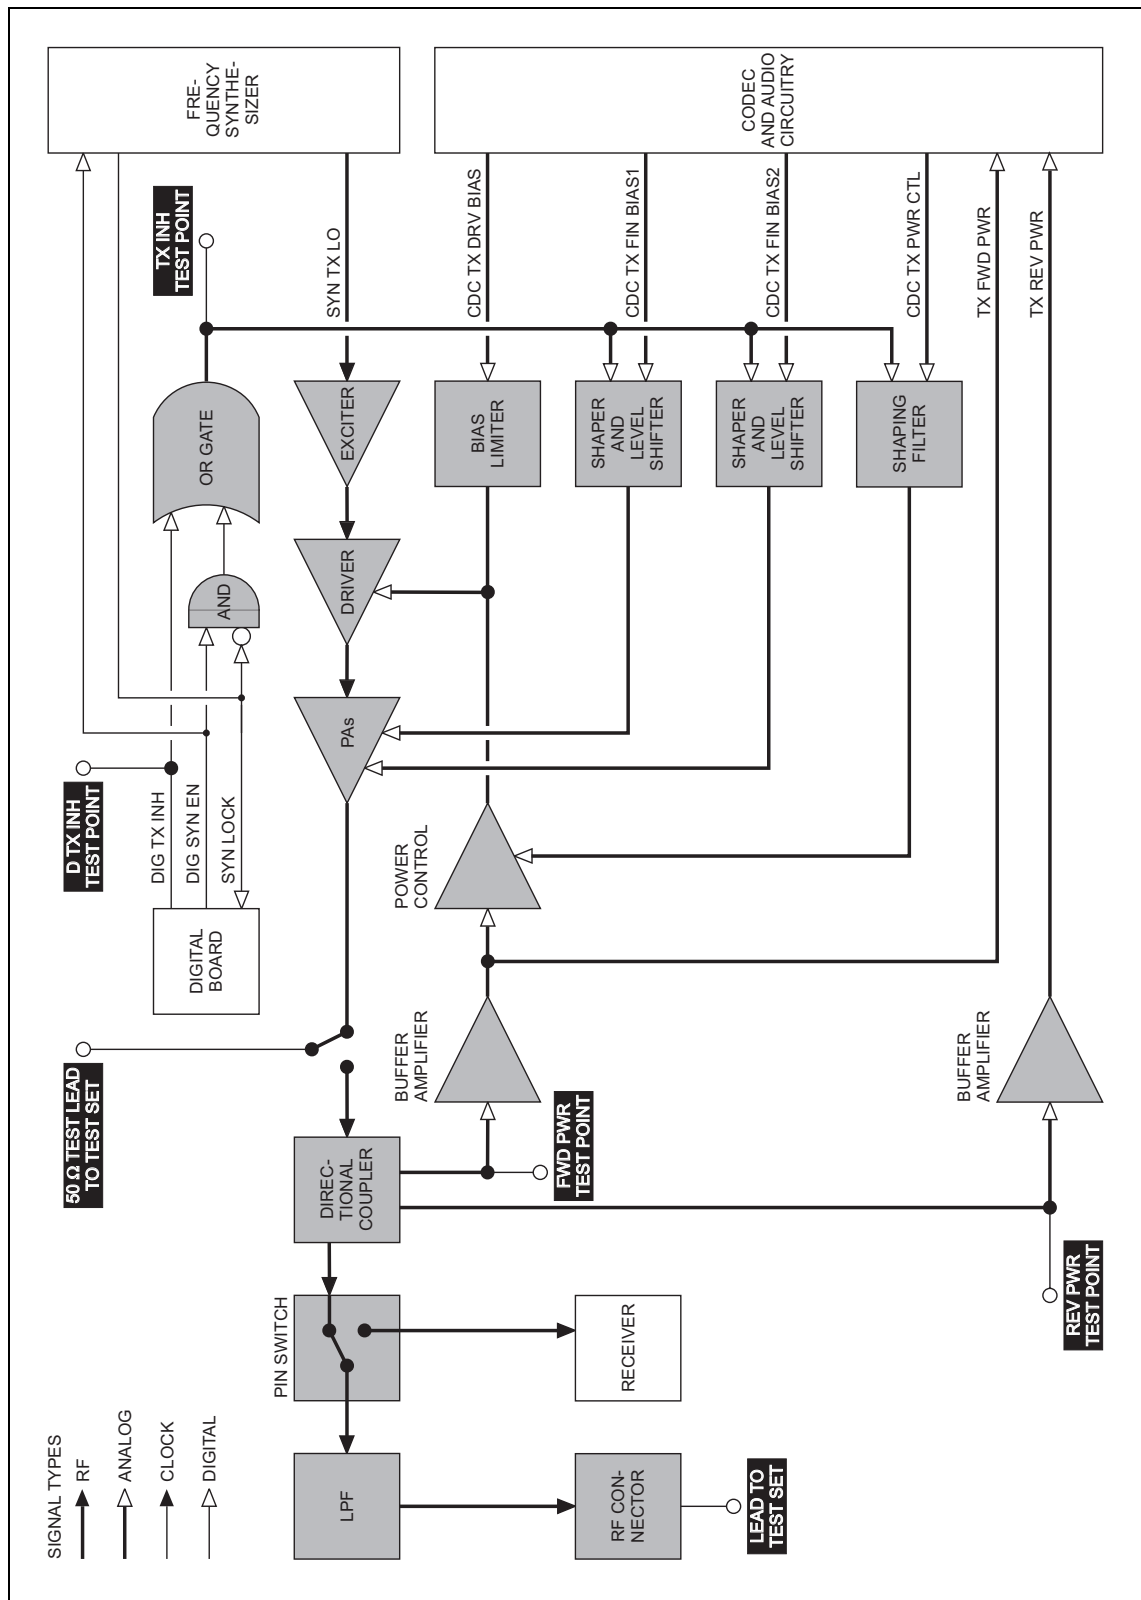 SIGNAL TYPES
RF
ANALOG
CLOCK
DIGITAL
LPF
RF CON-
NECTOR
LEAD TO
TEST SET
PIN SWITCH
RECEIVER
DIREC-
TIONAL
COUPLER
50 Ω TEST LEAD
TO TEST SET
FWD PWR
TEST POINT
REV PWR
TEST POINT
BUFFER
AMPLIFIER
BUFFER
AMPLIFIER
DIGITAL
BOARD
D TX INH
TEST POINT
DIG TX INH
DIG SYN EN
SYN LOCK
POWER
CONTROL
PAs
AND
DRIVER
OR GATE
EXCITER
BIAS
LIMITER
SHAPER
AND
LEVEL
SHIFTER
SHAPER
AND
LEVEL
SHIFTER
SHAPING
FILTER
TX INH
TEST POINT
SYN TX LO
CDC TX DRV BIAS
CDC TX FIN BIAS1
CDC TX FIN BIAS2
CDC TX PWR CTL
TX FWD PWR
TX REV PWR
FRE-
QUENCY
SYNTHE-
SIZER
CODEC
AND AUDIO
CIRCUITRY